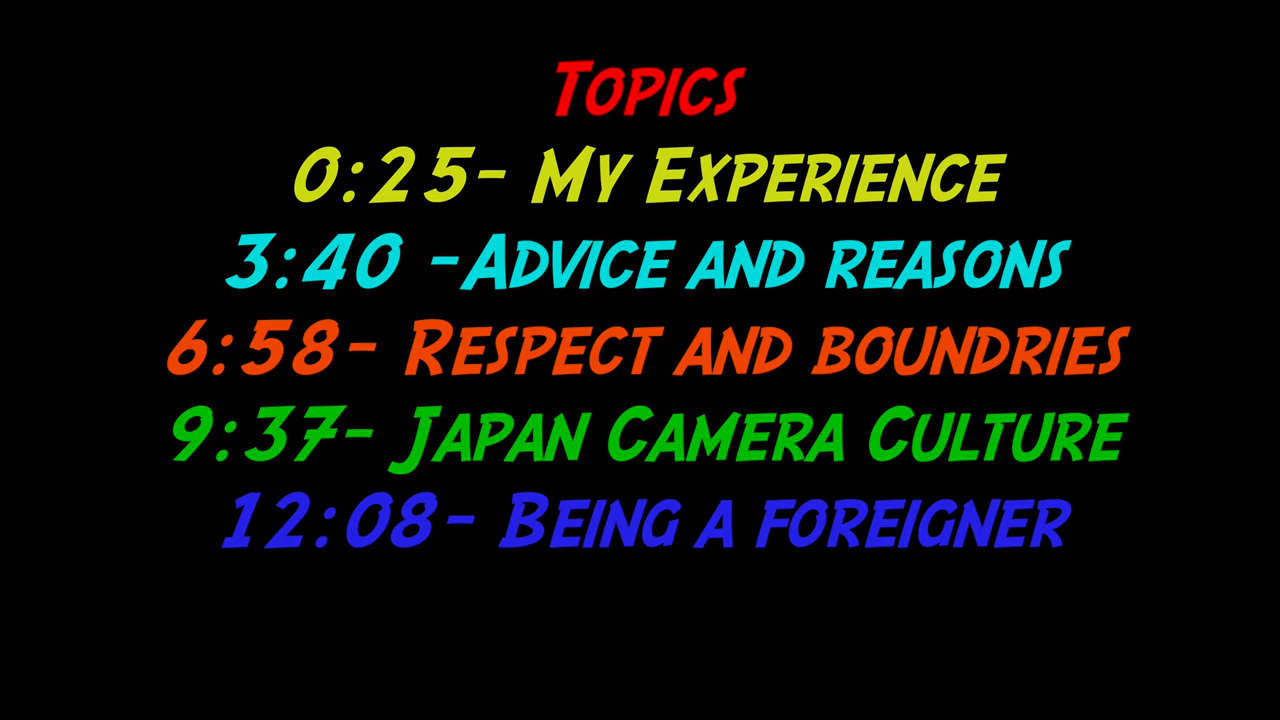 Topics
0:25- My Experience
3:40 -Advice and reasons
6:58- Respect and boundries
9:37- Japan Camera Culture
12:08- Being a foreigner